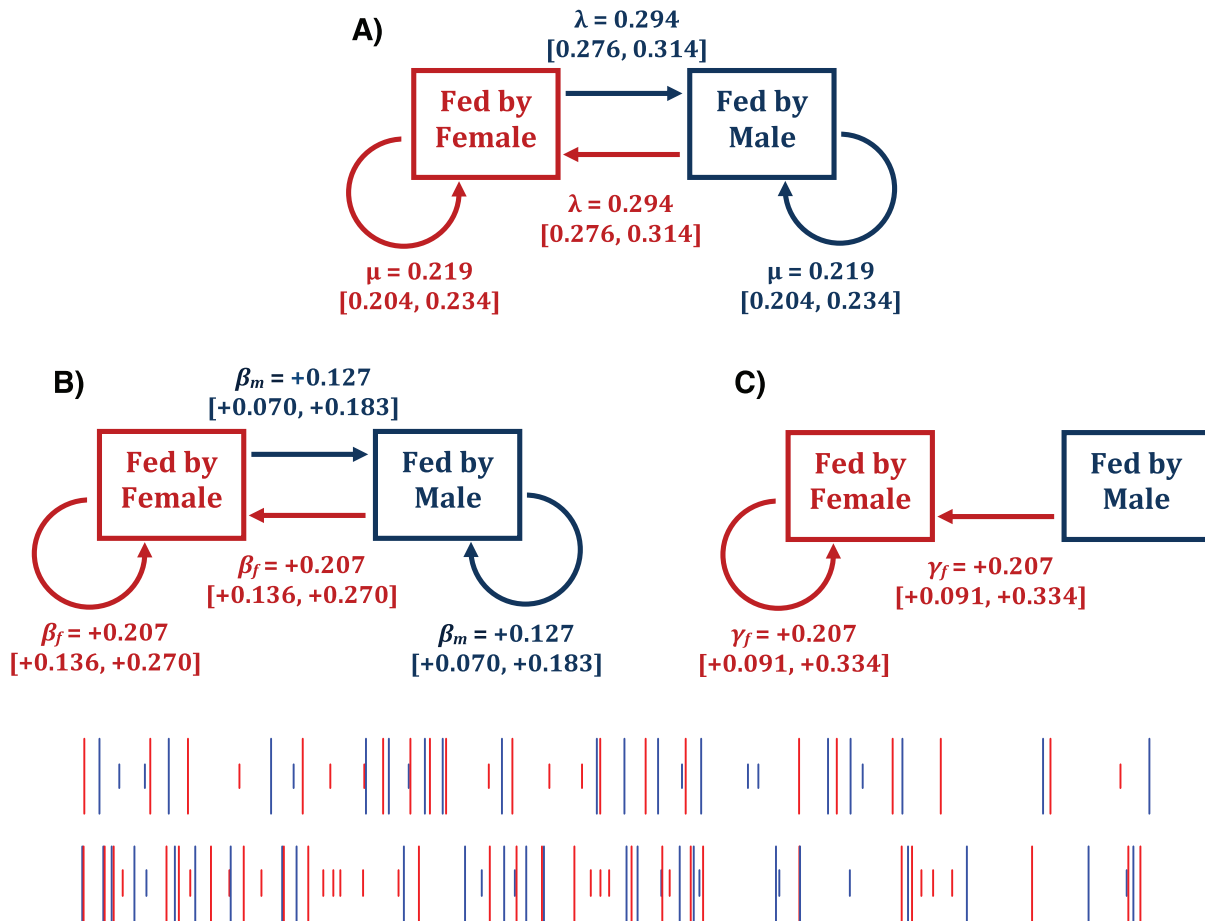 A)
λ = 0.294
[0.276, 0.314]
Fed by
Female
Fed by
Male
λ = 0.294
[0.276, 0.314]
μ = 0.219
[0.204, 0.234]
μ = 0.219
[0.204, 0.234]
B)
βm = +0.127
[+0.070, +0.183]
Fed by
Female
Fed by
Male
βf = +0.207
[+0.136, +0.270]
βf = +0.207
[+0.136, +0.270]
βm = +0.127
[+0.070, +0.183]
C)
Fed by
Female
Fed by
Male
γf = +0.207
[+0.091, +0.334]
γf = +0.207
[+0.091, +0.334]